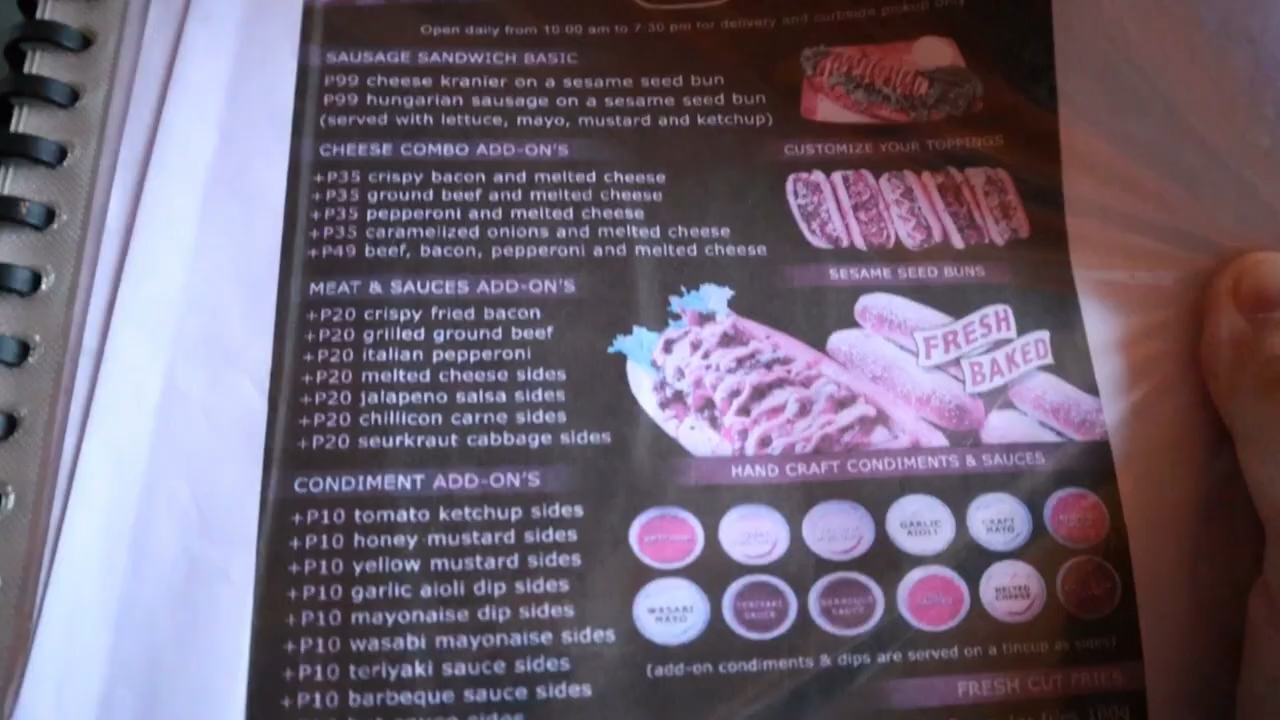 Open daily from 10:00 am to 7:30 pm for delivery and curbside pickup only
SAUSAGE SANDWICH BASIC
P99 cheese kranier on a sesame seed bun
P99 hungarian sausage on a sesame seed bun
(served with lettuce, mayo, mustard and ketchup)
CHEESE COMBO ADD-ON'S
+P35 crispy bacon and melted cheese
+P35 ground beef and melted cheese
+P35 pepperoni and melted cheese
+P35 caramelized onions and melted cheese
+P49 beef, bacon, pepperoni and melted cheese
CUSTOMIZE YOUR TOPPINGS
SESAME SEED BUNS
MEAT & SAUCES ADD-ON'S
+P20 crispy fried bacon
+P20 grilled ground beef
+P20 italian pepperoni
+P20 melted cheese sides
+P20 jalapeno salsa sides
+P20 chillicon carne sides
+P20 seurkraut cabbage sides
FRESH
BAKED
HAND CRAFT CONDIMENTS & SAUCES
CONDIMENT ADD-ON'S
+P10 tomato ketchup sides
+P10 honey mustard sides
+P10 yellow mustard sides
+P10 garlic aioli dip sides
+P10 mayonaise dip sides
+P10 wasabi mayonaise sides
+P10 teriyaki sauce sides
+P10 barbeque sauce sides
GARLIC
AIOLI
CRAFT
MAYO
WASABI
MAYO
TERIYAKI
SAUCE
BARBEQUE
SAUCE
MELTED
CHEESE
(add-on condiments & dips are served on a tincup as sides)
FRESH CUT FRIES